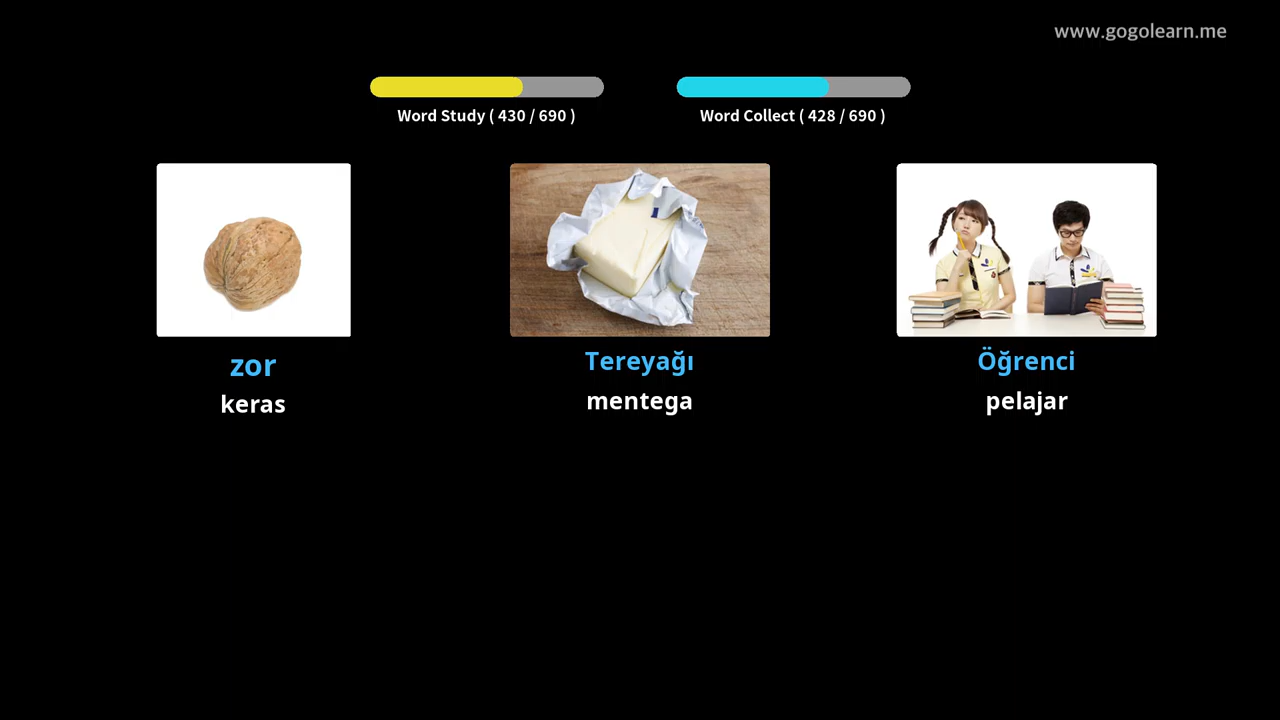 www.gogolearn.me
Word Study ( 430 / 690 )
Word Collect ( 428 / 690 )
zor
keras
Tereyağı
mentega
Öğrenci
pelajar